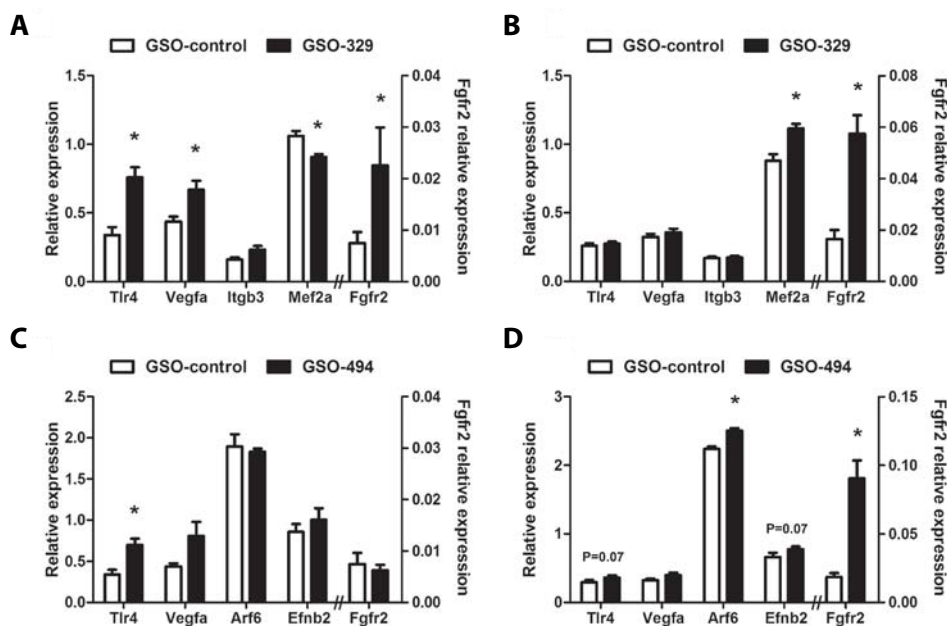 A
GSO-control GSO-329
Relative expression
1.5
1.0
0.5
0.0
* * * *
0.04
0.03
0.02
0.01
0.00
Fgfr2 relative expression
Tlr4 Vegfa Itgb3 Mef2a // Fgfr2
B
GSO-control GSO-329
Relative expression
1.5
1.0
0.5
0.0
* *
0.08
0.06
0.04
0.02
0.00
Fgfr2 relative expression
Tlr4 Vegfa Itgb3 Mef2a // Fgfr2
C
GSO-control GSO-494
Relative expression
2.5
2.0
1.5
1.0
0.5
0.0
*
0.04
0.03
0.02
0.01
0.00
Fgfr2 relative expression
Tlr4 Vegfa Arf6 Efnb2 // Fgfr2
D
GSO-control GSO-494
Relative expression
3
2
1
0
* *
P=0.07 P=0.07
0.15
0.10
0.05
0.00
Fgfr2 relative expression
Tlr4 Vegfa Arf6 Efnb2 // Fgfr2